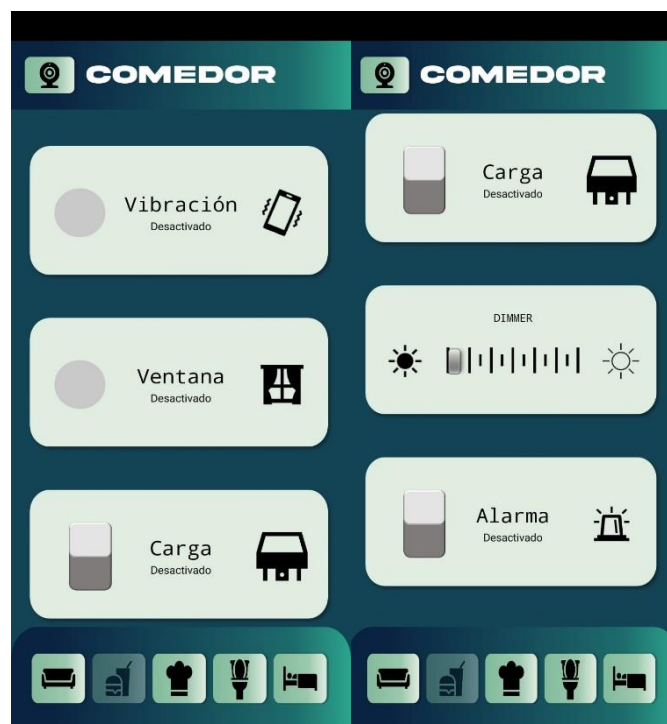 COMEDOR
Vibración
Desactivado
Ventana
Desactivado
Carga
Desactivado
COMEDOR
Carga
Desactivado
DIMMER
Alarma
Desactivado